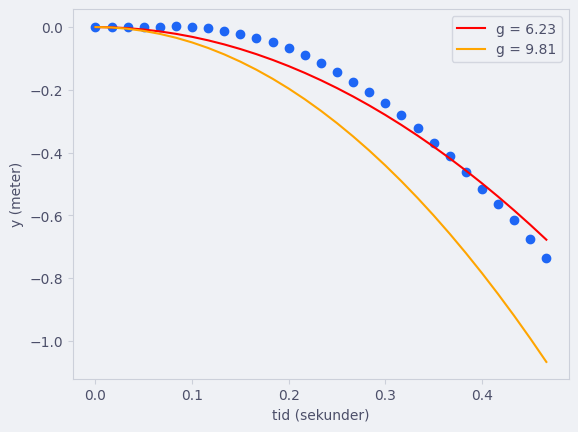 g = 6.23
g = 9.81
0.0
−0.2
−0.4
−0.6
−0.8
−1.0
y (meter)
0.0 0.1 0.2 0.3 0.4
tid (sekunder)